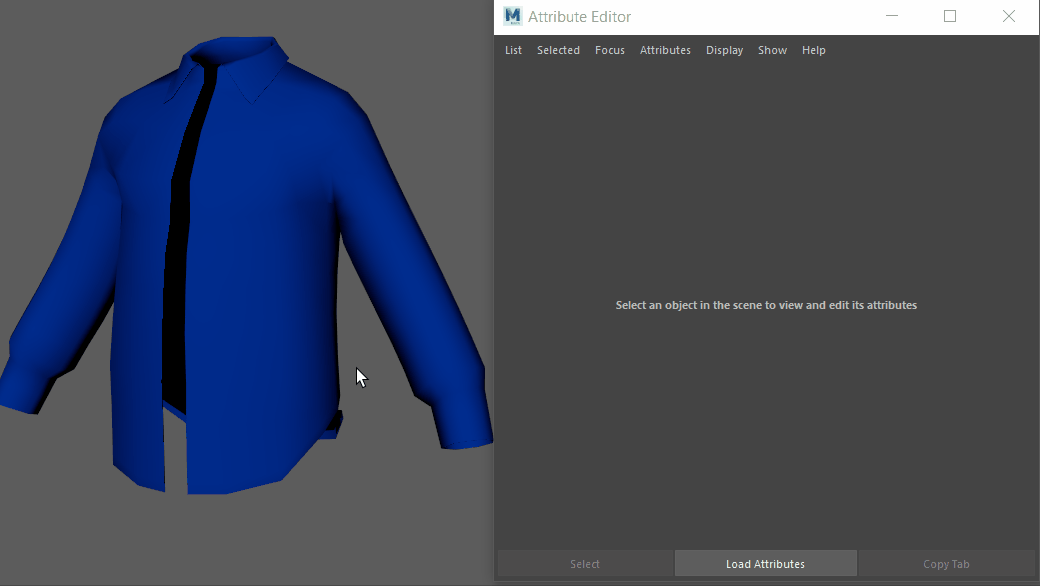 Attribute Editor
List Selected Focus Attributes Display Show Help
Select an object in the scene to view and edit its attributes
Select Load Attributes Copy Tab